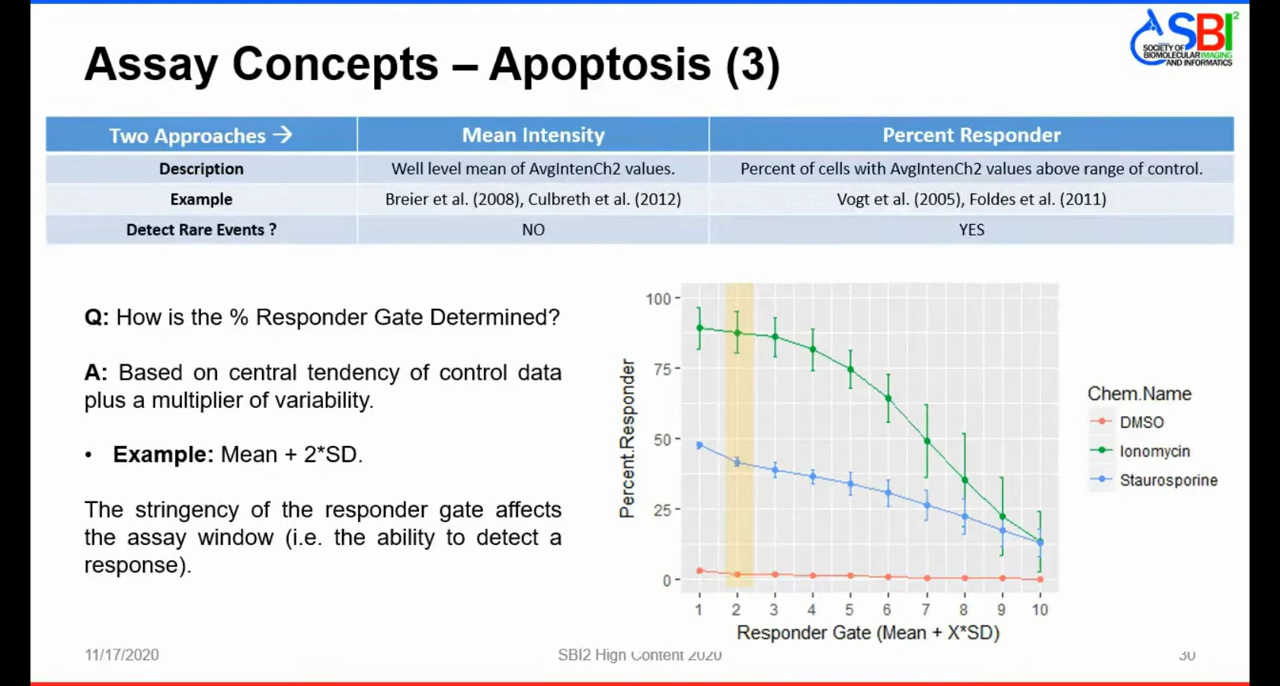 SBI2
SOCIETY OF
BIOMOLECULAR IMAGING
AND INFORMATICS
Assay Concepts – Apoptosis (3)
Two Approaches → Mean Intensity Percent Responder
Description Well level mean of AvgIntenCh2 values. Percent of cells with AvgIntenCh2 values above range of control.
Example Breier et al. (2008), Culbreth et al. (2012) Vogt et al. (2005), Foldes et al. (2011)
Detect Rare Events ? NO YES
Q: How is the % Responder Gate Determined?
A: Based on central tendency of control data
plus a multiplier of variability.
• Example: Mean + 2*SD.
The stringency of the responder gate affects
the assay window (i.e. the ability to detect a
response).
Percent.Responder
100
75
50
25
0
1 2 3 4 5 6 7 8 9 10
Responder Gate (Mean + X*SD)
Chem.Name
DMSO
Ionomycin
Staurosporine
11/17/2020 SBI2 High Content 2020 30